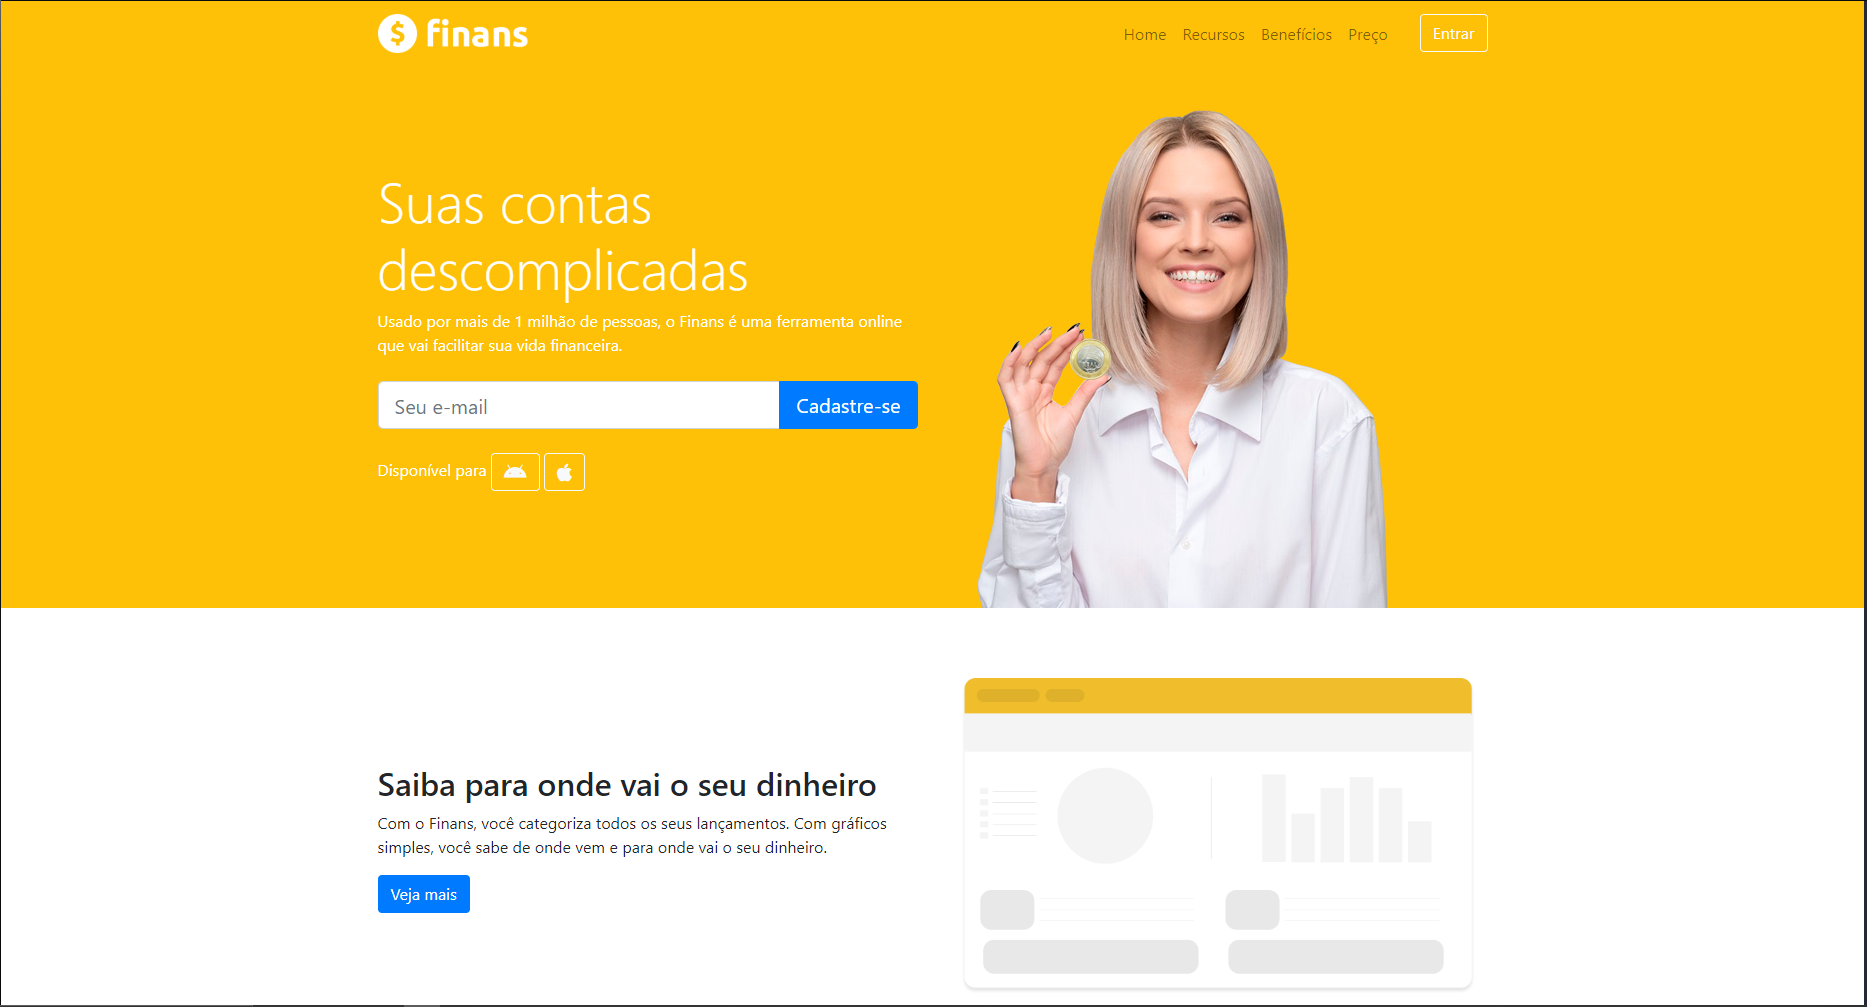 finans
Home Recursos Benefícios Preço Entrar
Suas contas
descomplicadas
Usado por mais de 1 milhão de pessoas, o Finans é uma ferramenta online
que vai facilitar sua vida financeira.
Seu e-mail Cadastre-se
Disponível para
Saiba para onde vai o seu dinheiro
Com o Finans, você categoriza todos os seus lançamentos. Com gráficos
simples, você sabe de onde vem e para onde vai o seu dinheiro.
Veja mais